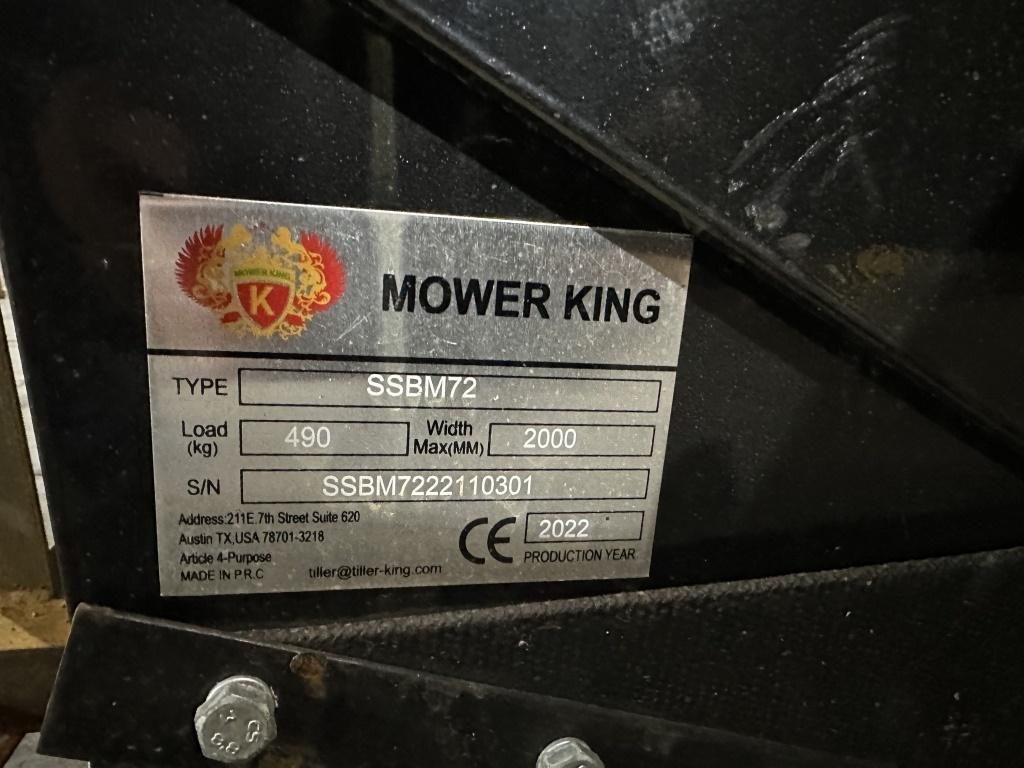 MOWER KING
K
MOWER KING
TYPE SSBM72
Load (kg) 490 Width Max(MM) 2000
S/N SSBM7222110301
Address:211E.7th Street Suite 620
Austin TX,USA 78701-3218
Article 4-Purpose
MADE IN P.R.C tiller@tiller-king.com
CE 2022
PRODUCTION YEAR
8.8